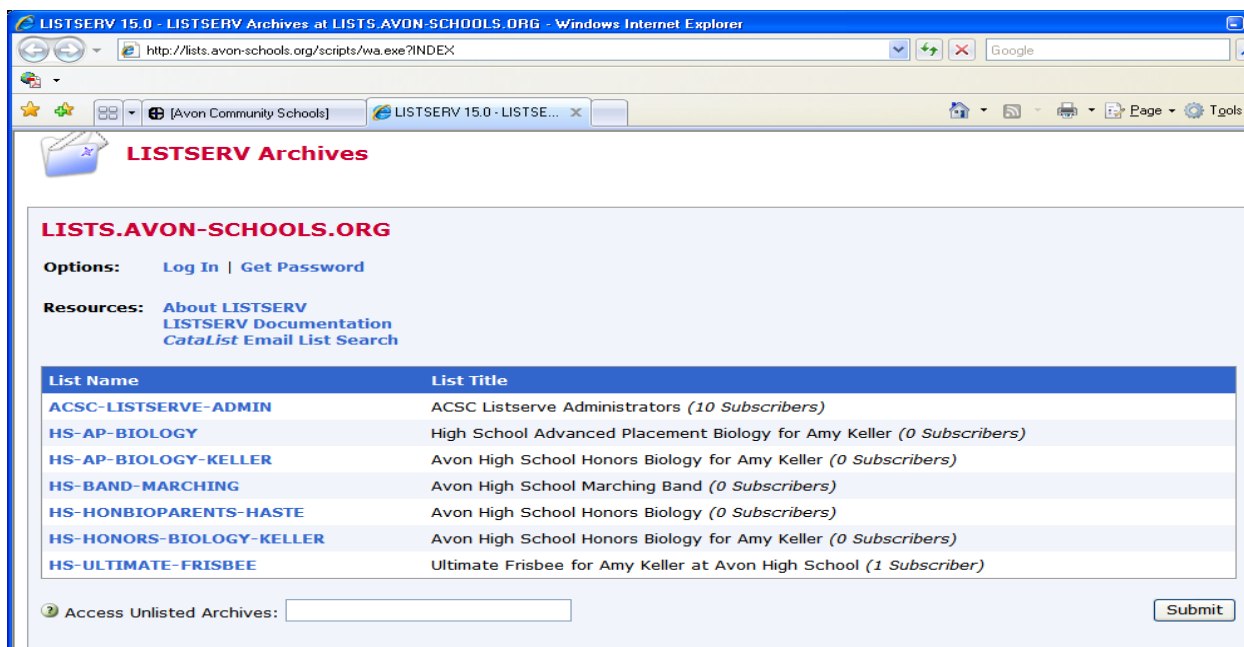 LISTSERV 15.0 - LISTSERV Archives at LISTS.AVON-SCHOOLS.ORG - Windows Internet Explorer
http://lists.avon-schools.org/scripts/wa.exe?INDEX Google
[Avon Community Schools] LISTSERV 15.0 - LISTSE... Page Tools
LISTSERV Archives
LISTS.AVON-SCHOOLS.ORG
Options: Log In | Get Password
Resources: About LISTSERV
LISTSERV Documentation
CataList Email List Search
List Name List Title
ACSC-LISTSERVE-ADMIN ACSC Listserve Administrators (10 Subscribers)
HS-AP-BIOLOGY High School Advanced Placement Biology for Amy Keller (0 Subscribers)
HS-AP-BIOLOGY-KELLER Avon High School Honors Biology for Amy Keller (0 Subscribers)
HS-BAND-MARCHING Avon High School Marching Band (0 Subscribers)
HS-HONBIOPARENTS-HASTE Avon High School Honors Biology (0 Subscribers)
HS-HONORS-BIOLOGY-KELLER Avon High School Honors Biology for Amy Keller (0 Subscribers)
HS-ULTIMATE-FRISBEE Ultimate Frisbee for Amy Keller at Avon High School (1 Subscriber)
? Access Unlisted Archives: Submit